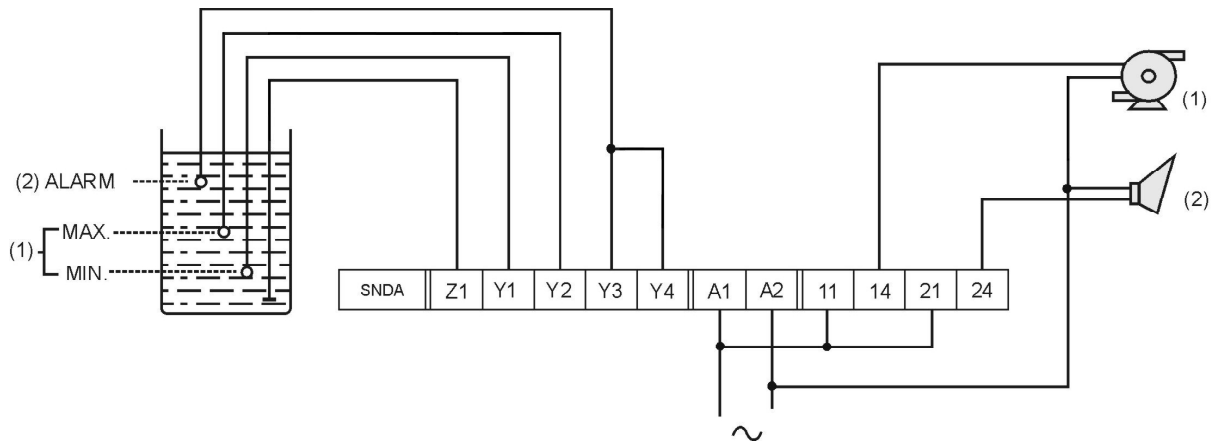 (1)
(2) ALARM
(2)
MAX.
(1)
MIN.
SNDA Z1 Y1 Y2 Y3 Y4 A1 A2 11 14 21 24
~